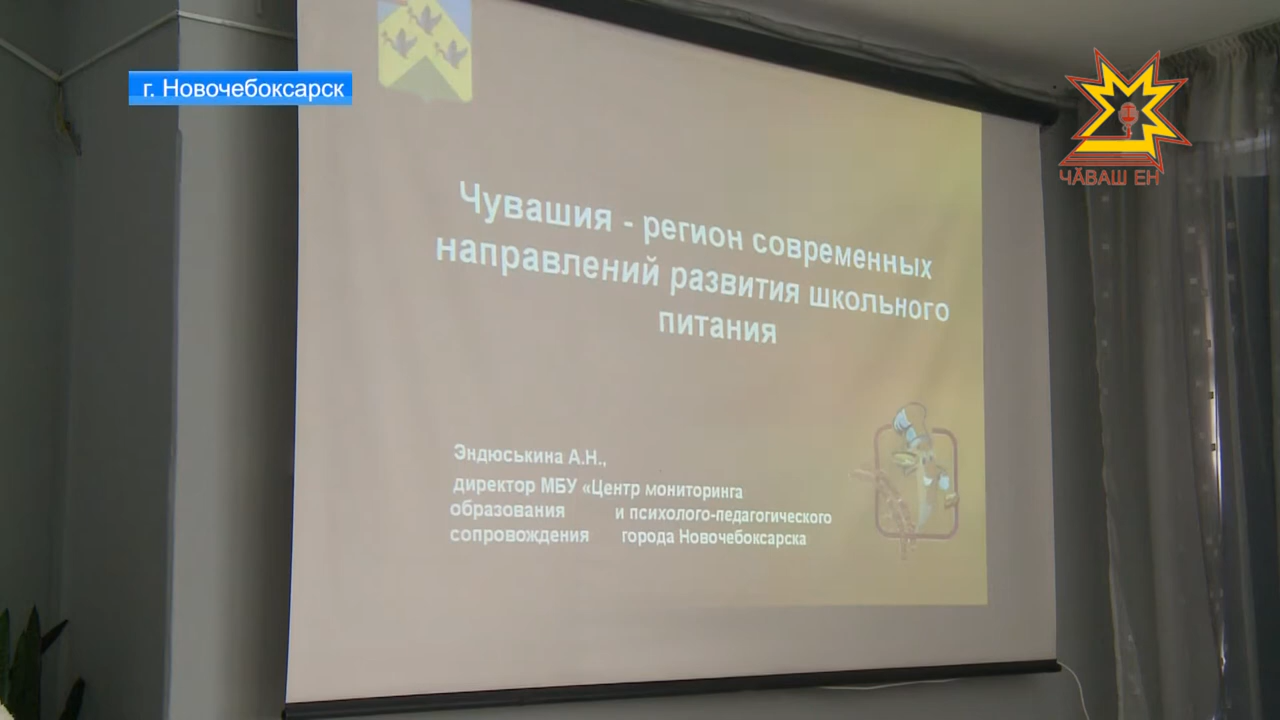 г. Новочебоксарск
ЧӐВАШ ЕН
Чувашия - регион современных
направлений развития школьного
питания
Эндюськина А.Н.,
директор МБУ «Центр мониторинга
образования и психолого-педагогического
сопровождения города Новочебоксарска